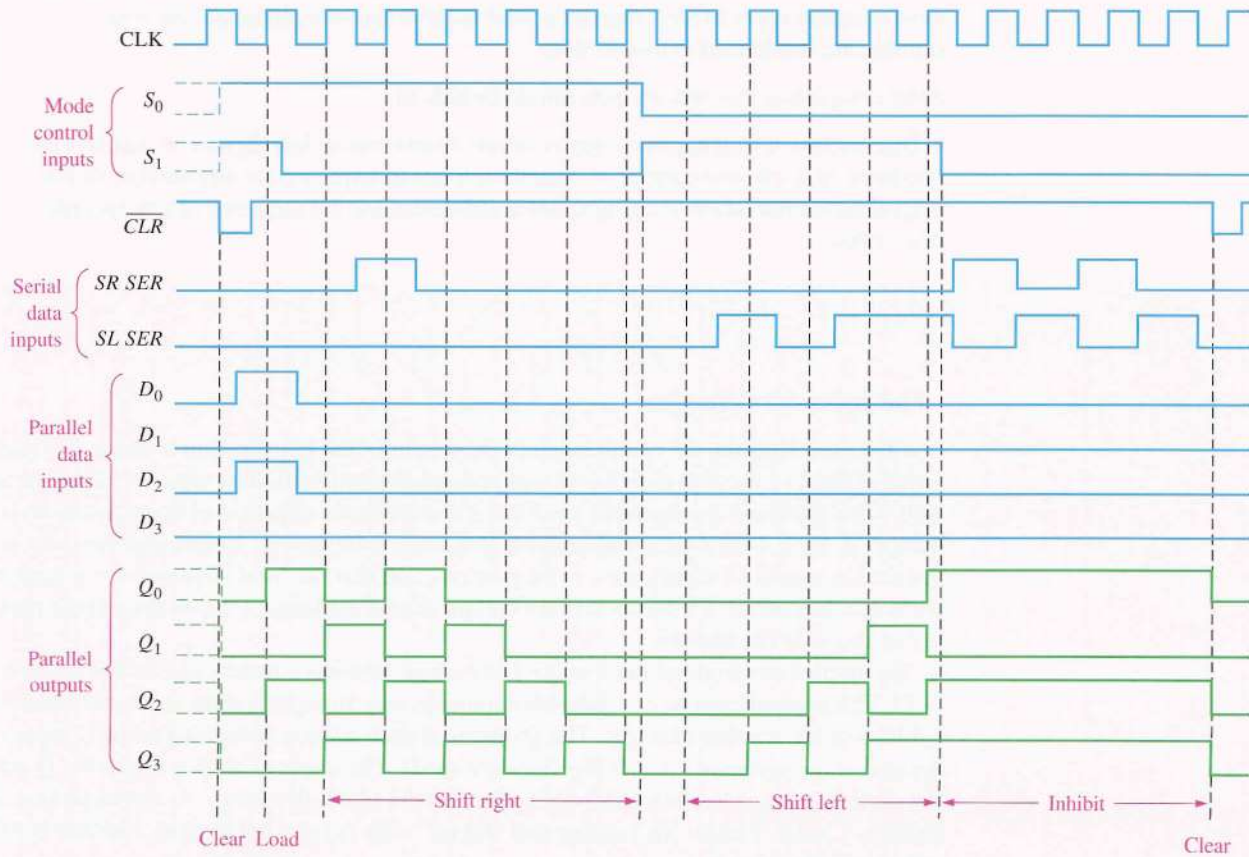 CLK
Mode
control
inputs
S₀
S₁
C̅L̅R̅
Serial
data
inputs
SR SER
SL SER
Parallel
data
inputs
D₀
D₁
D₂
D₃
Parallel
outputs
Q₀
Q₁
Q₂
Q₃
Shift right
Shift left
Inhibit
Clear
Load
Clear